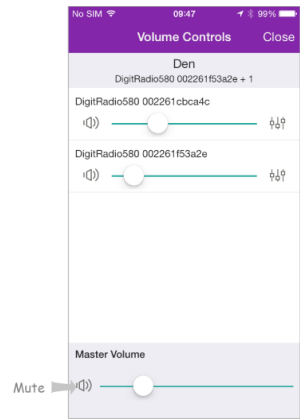 No SIM 09:47 99%
Volume Controls Close
Den
DigitRadio580 002261f53a2e + 1
DigitRadio580 002261cbca4c
DigitRadio580 002261f53a2e
Master Volume
Mute